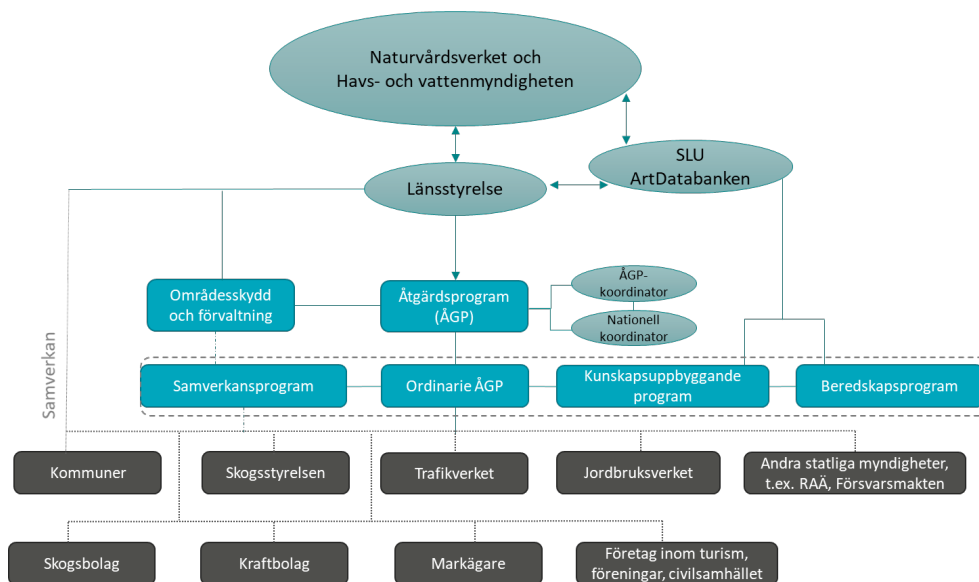 Naturvårdsverket och
Havs- och vattenmyndigheten
SLU
ArtDatabanken
Länsstyrelse
ÅGP-
koordinator
Områdesskydd
och förvaltning
Åtgärdsprogram
(ÅGP)
Nationell
koordinator
Samverkan
Samverkansprogram
Ordinarie ÅGP
Kunskapsuppbyggande
program
Beredskapsprogram
Kommuner
Skogsstyrelsen
Trafikverket
Jordbruksverket
Andra statliga myndigheter,
t.ex. RAÄ, Försvarsmakten
Skogsbolag
Kraftbolag
Markägare
Företag inom turism,
föreningar, civilsamhället